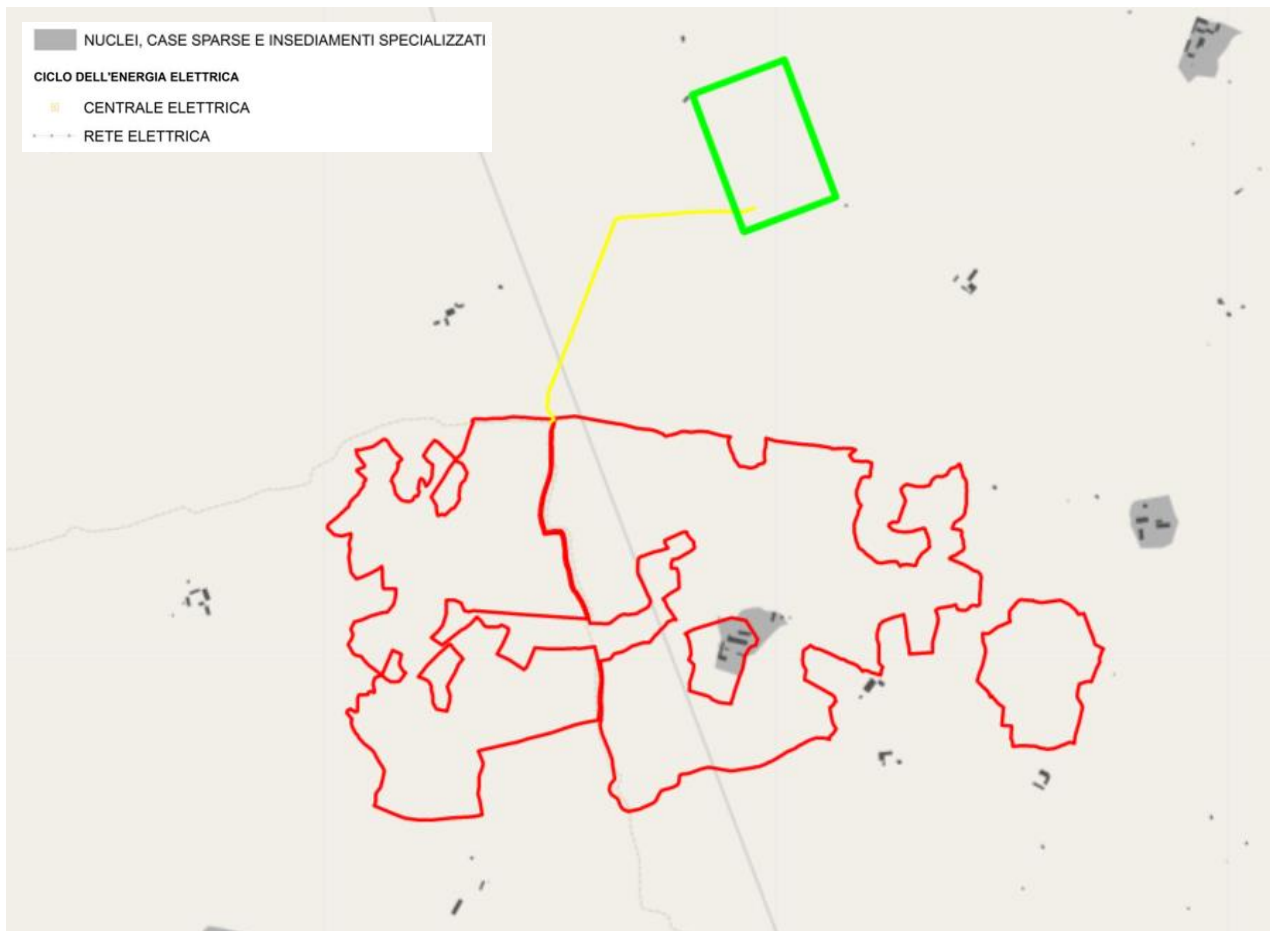 NUCLEI, CASE SPARSE E INSEDIAMENTI SPECIALIZZATI
CICLO DELL'ENERGIA ELETTRICA
CENTRALE ELETTRICA
RETE ELETTRICA